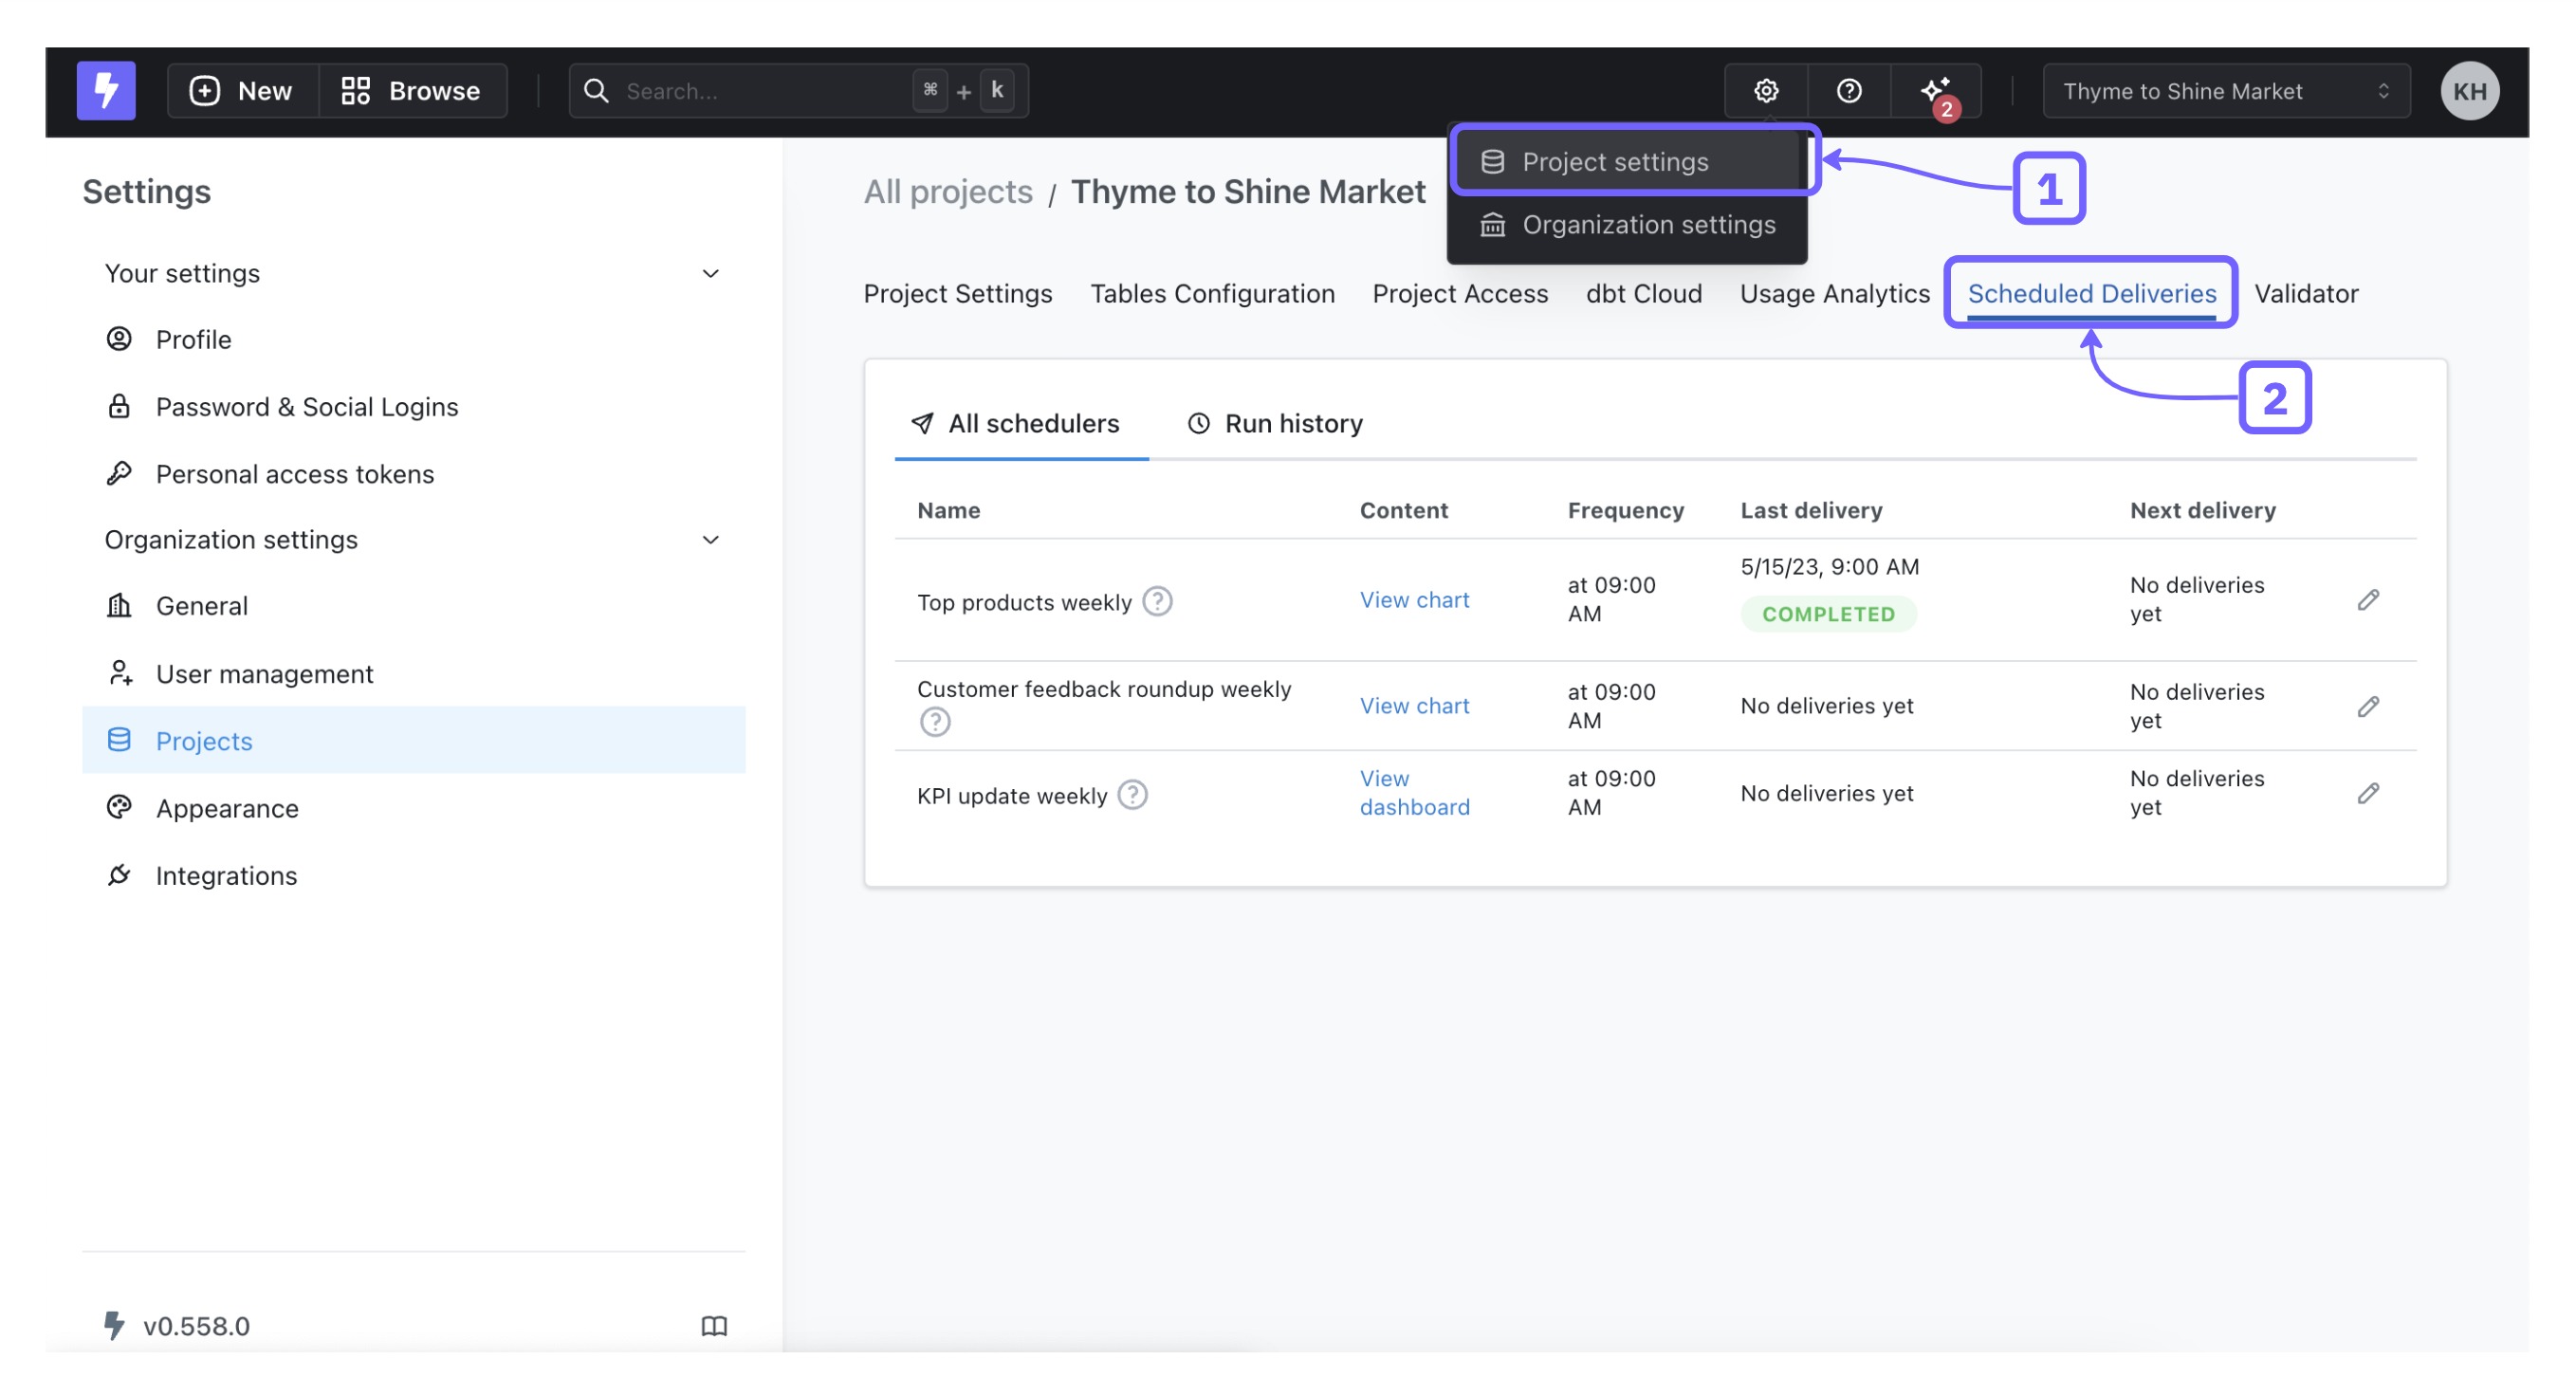 New
Browse
Search...
⌘ + k
2
Thyme to Shine Market
KH
Project settings
Organization settings
1
Settings
Your settings
Profile
Password & Social Logins
Personal access tokens
Organization settings
General
User management
Projects
Appearance
Integrations
v0.558.0
All projects / Thyme to Shine Market
Project Settings
Tables Configuration
Project Access
dbt Cloud
Usage Analytics
Scheduled Deliveries
Validator
2
All schedulers
Run history
Name
Content
Frequency
Last delivery
Next delivery
Top products weekly
View chart
at 09:00
AM
5/15/23, 9:00 AM
COMPLETED
No deliveries
yet
Customer feedback roundup weekly
View chart
at 09:00
AM
No deliveries yet
No deliveries
yet
KPI update weekly
View
dashboard
at 09:00
AM
No deliveries yet
No deliveries
yet